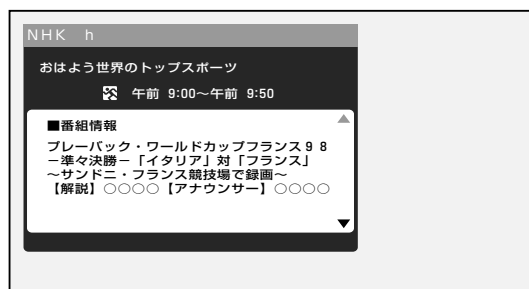 NHK h
おはよう世界のトップスポーツ
午前 9:00～午前 9:50
■番組情報
プレーバック・ワールドカップフランス98
－準々決勝－「イタリア」対「フランス」
～サンドニ・フランス競技場で録画～
【解説】○○○○【アナウンサー】○○○○